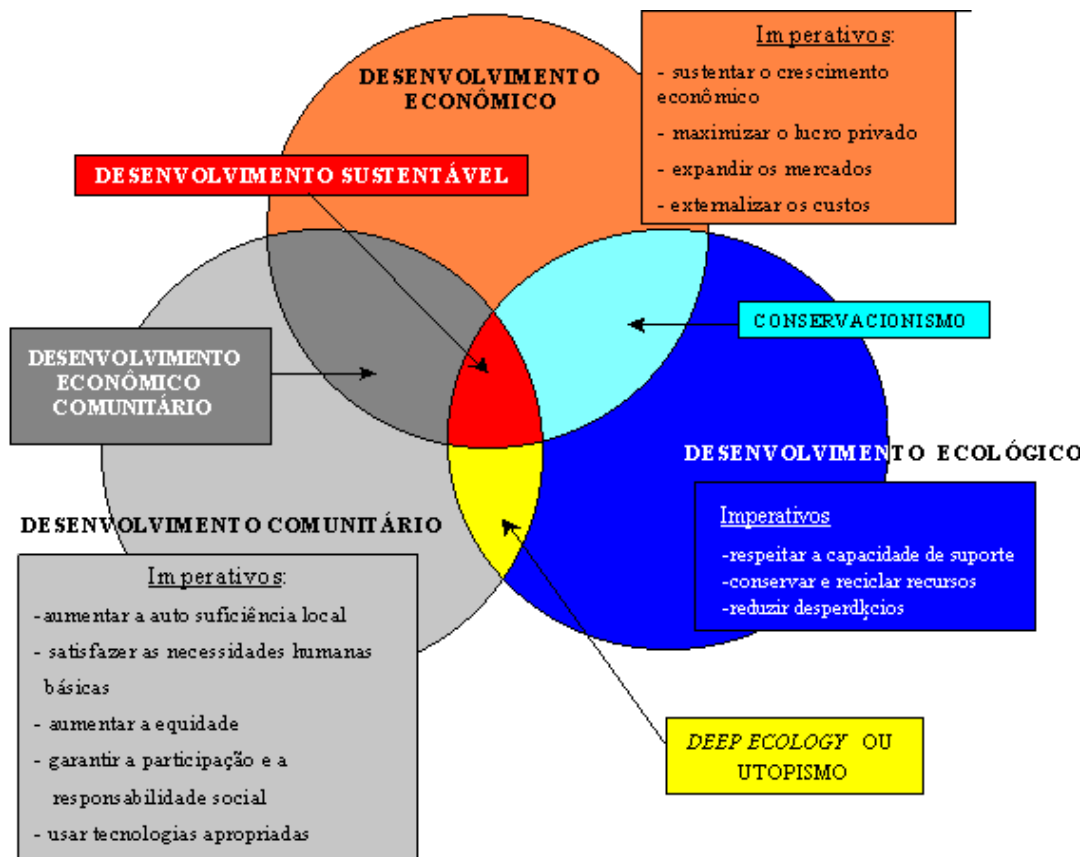 DESENVOLVIMENTO
ECONÔMICO
Imperativos:
- sustentar o crescimento
econômico
- maximizar o lucro privado
- expandir os mercados
- externalizar os custos
DESENVOLVIMENTO SUSTENTÁVEL
CONSERVACIONISMO
DESENVOLVIMENTO
ECONÔMICO
COMUNITÁRIO
DESENVOLVIMENTO ECOLÓGICO
Imperativos
-respeitar a capacidade de suporte
-conservar e reciclar recursos
-reduzir desperdķcios
DESENVOLVIMENTO COMUNITÁRIO
Imperativos:
-aumentar a auto suficiência local
- satisfazer as necessidades humanas
básicas
- aumentar a equidade
- garantir a participação e a
responsabilidade social
- usar tecnologias apropriadas
DEEP ECOLOGY OU
UTOPISMO